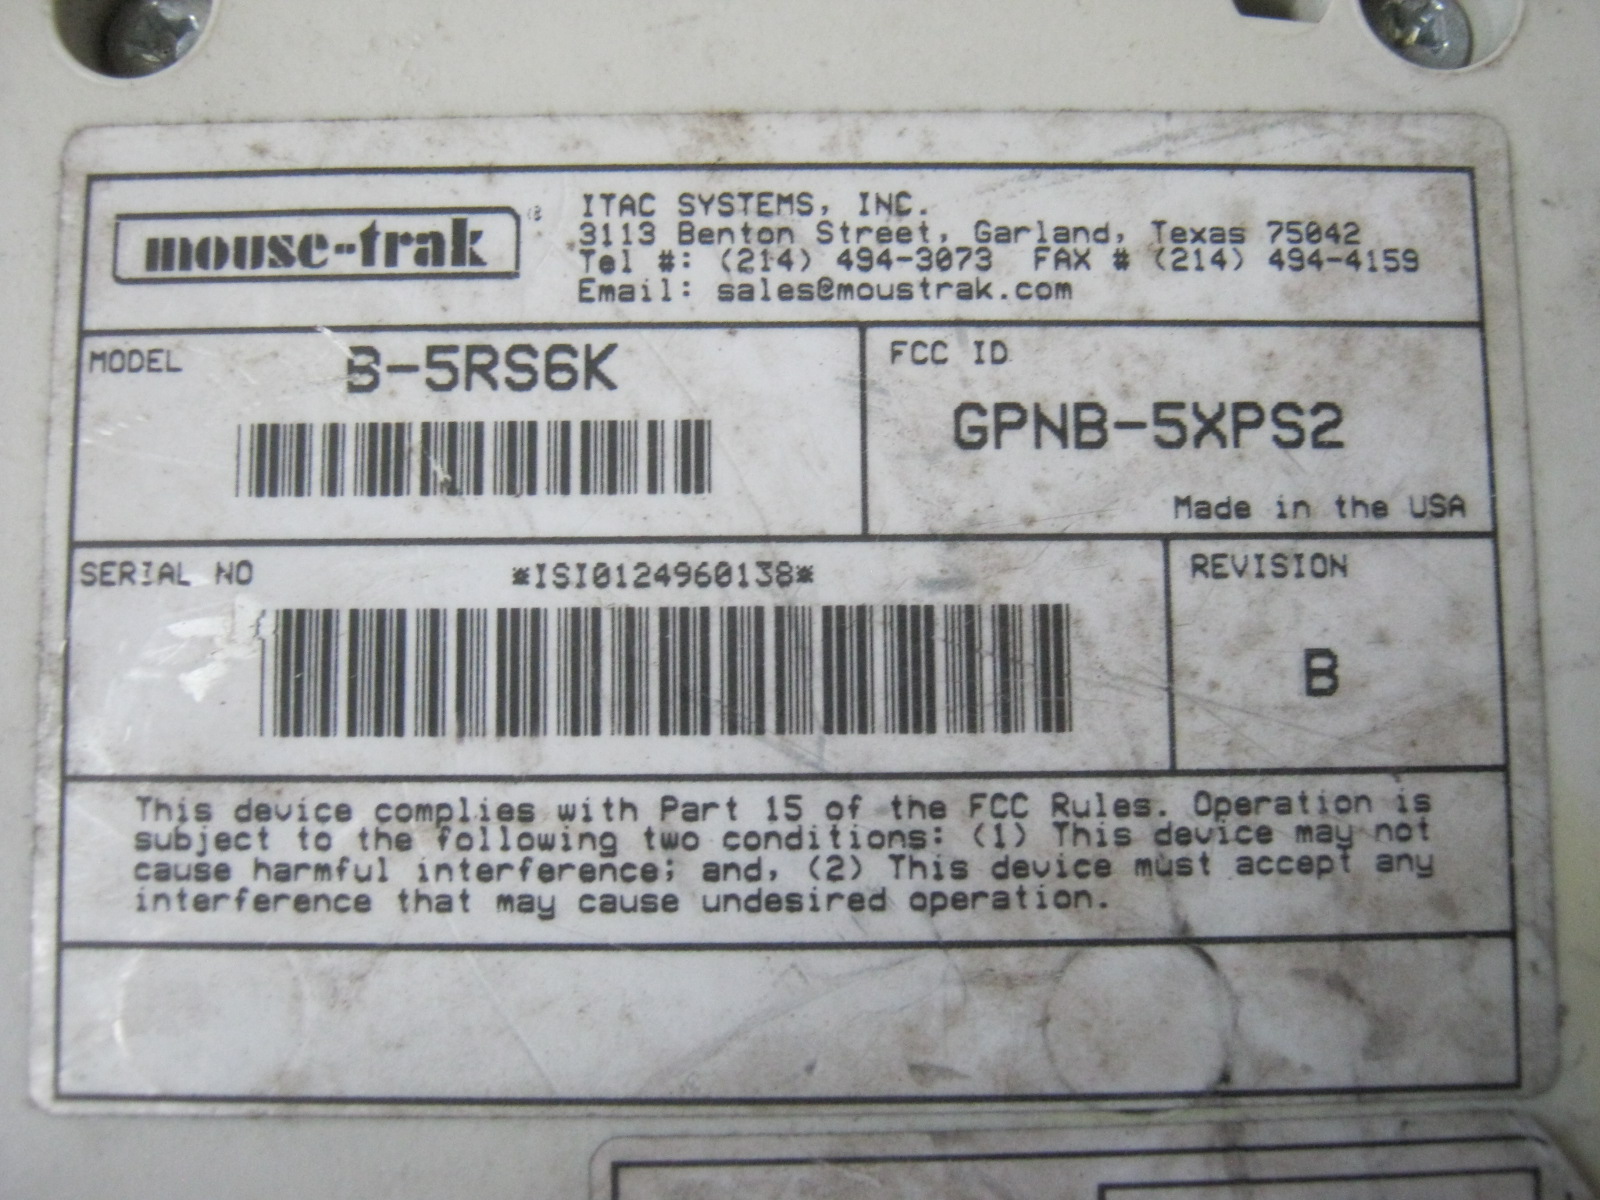 mouse-trak ®
ITAC SYSTEMS, INC.
3113 Benton Street, Garland, Texas 75042
Tel #: (214) 494-3073 FAX # (214) 494-4159
Email: sales@moustrak.com
MODEL B-5RS6K
FCC ID
GPNB-5XPS2
Made in the USA
SERIAL NO *ISI0124960138*
REVISION
B
This device complies with Part 15 of the FCC Rules. Operation is
subject to the following two conditions: (1) This device may not
cause harmful interference; and, (2) This device must accept any
interference that may cause undesired operation.